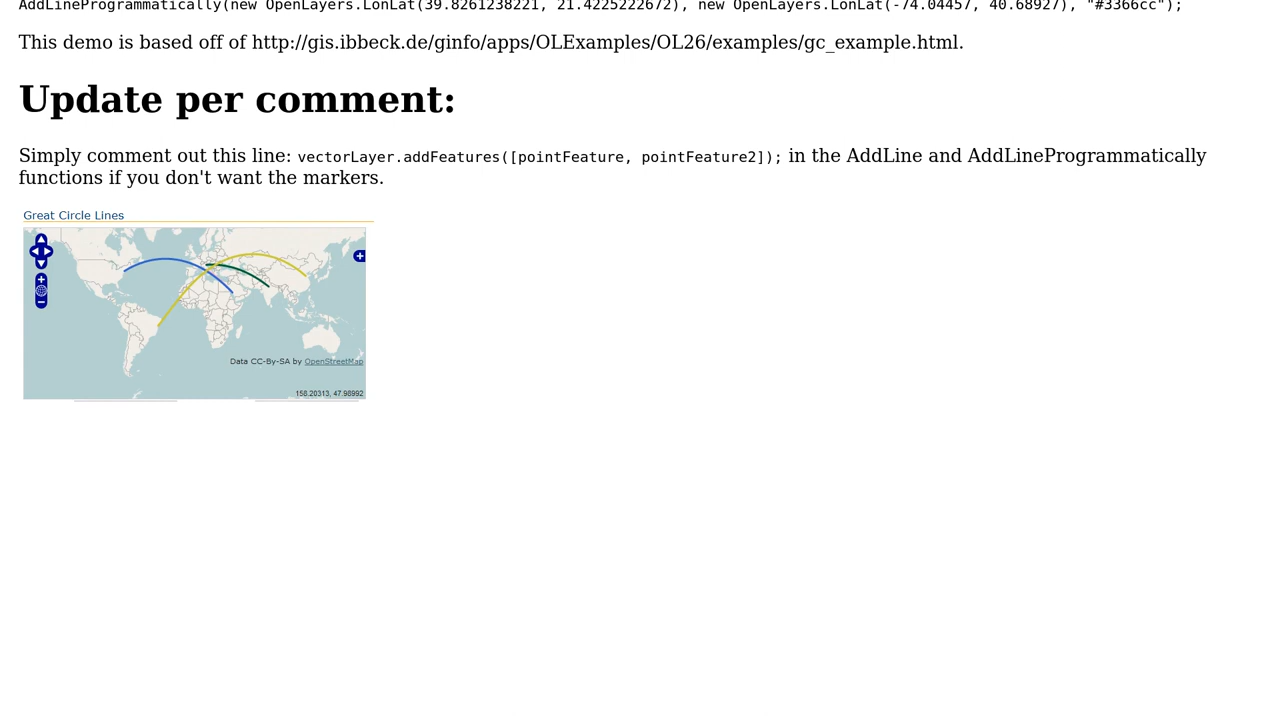 AddLineProgrammatically(new OpenLayers.LonLat(39.8261238221, 21.4225222672), new OpenLayers.LonLat(-74.04457, 40.68927), "#3366cc");
This demo is based off of http://gis.ibbeck.de/ginfo/apps/OLExamples/OL26/examples/gc_example.html.
Update per comment:
Simply comment out this line: vectorLayer.addFeatures([pointFeature, pointFeature2]); in the AddLine and AddLineProgrammatically
functions if you don't want the markers.
Great Circle Lines
Data CC-By-SA by OpenStreetMap
158.20313, 47.98992